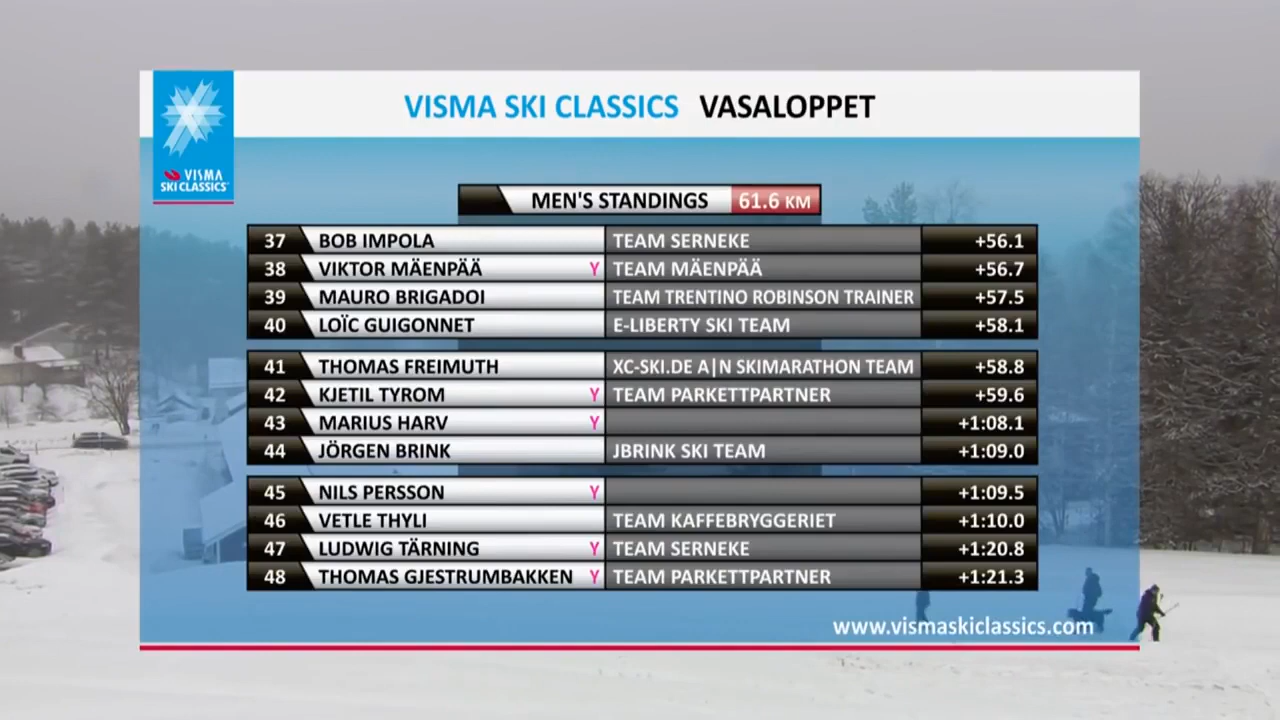 VISMA SKI CLASSICS VASALOPPET
VISMA
SKI CLASSICS
MEN'S STANDINGS 61.6 KM
37 BOB IMPOLA TEAM SERNEKE +56.1
38 VIKTOR MÄENPÄÄ Y TEAM MÄENPÄÄ +56.7
39 MAURO BRIGADOI TEAM TRENTINO ROBINSON TRAINER +57.5
40 LOÏC GUIGONNET E-LIBERTY SKI TEAM +58.1
41 THOMAS FREIMUTH XC-SKI.DE A|N SKIMARATHON TEAM +58.8
42 KJETIL TYROM Y TEAM PARKETTPARTNER +59.6
43 MARIUS HARV Y +1:08.1
44 JÖRGEN BRINK JBRINK SKI TEAM +1:09.0
45 NILS PERSSON Y +1:09.5
46 VETLE THYLI TEAM KAFFEBRYGGERIET +1:10.0
47 LUDWIG TÄRNING Y TEAM SERNEKE +1:20.8
48 THOMAS GJESTRUMBAKKEN Y TEAM PARKETTPARTNER +1:21.3
www.vismaskiclassics.com